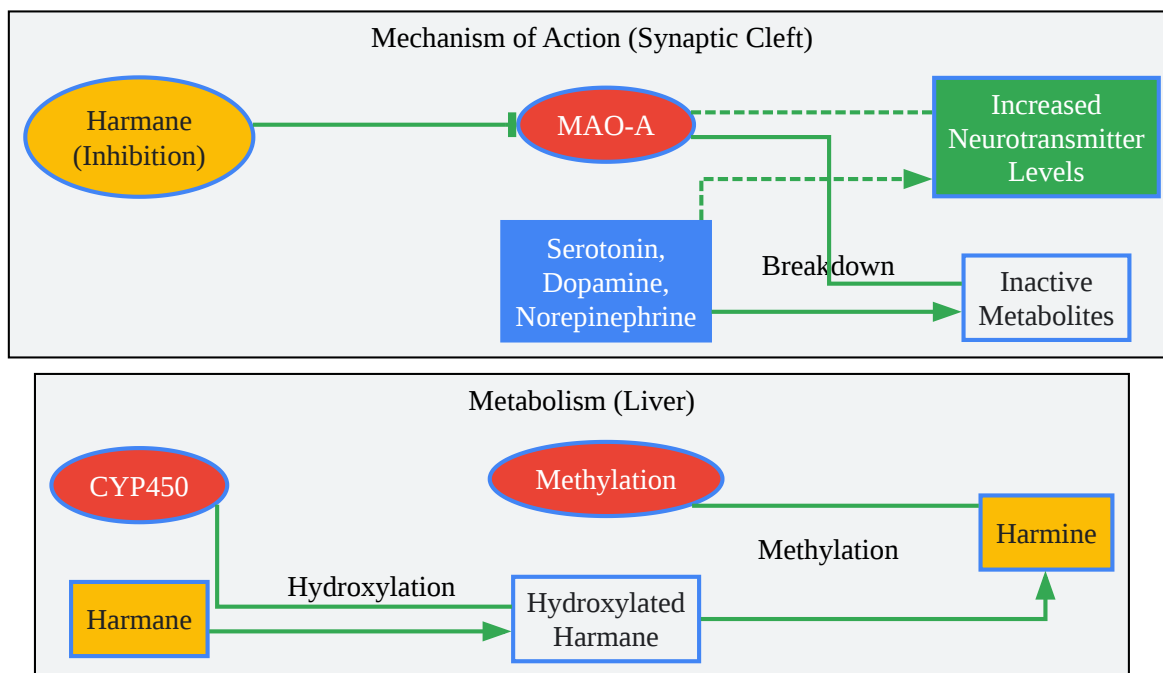 Mechanism of Action (Synaptic Cleft)
Harmane
(Inhibition)
MAO-A
Increased
Neurotransmitter
Levels
Serotonin,
Dopamine,
Norepinephrine
Breakdown
Inactive
Metabolites
Metabolism (Liver)
CYP450
Methylation
Harmine
Methylation
Hydroxylation
Harmane
Hydroxylated
Harmane